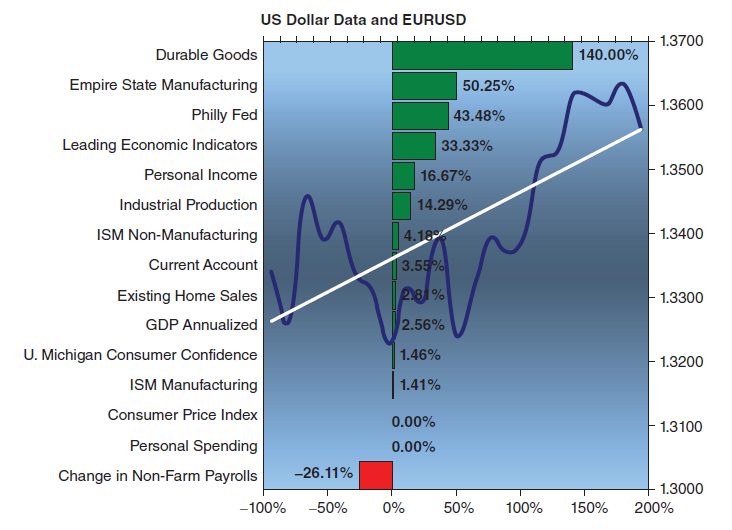 US Dollar Data and EURUSD
Durable Goods 140.00% 1.3700
Empire State Manufacturing 50.25%
1.3600
Philly Fed 43.48%
Leading Economic Indicators 33.33%
1.3500
Personal Income 16.67%
Industrial Production 14.29%
ISM Non-Manufacturing 4.18% 1.3400
Current Account 3.55%
Existing Home Sales 2.81% 1.3300
GDP Annualized 2.56%
U. Michigan Consumer Confidence 1.46% 1.3200
ISM Manufacturing 1.41%
Consumer Price Index 0.00% 1.3100
Personal Spending 0.00%
Change in Non-Farm Payrolls −26.11%
1.3000
−100% −50% 0% 50% 100% 150% 200%